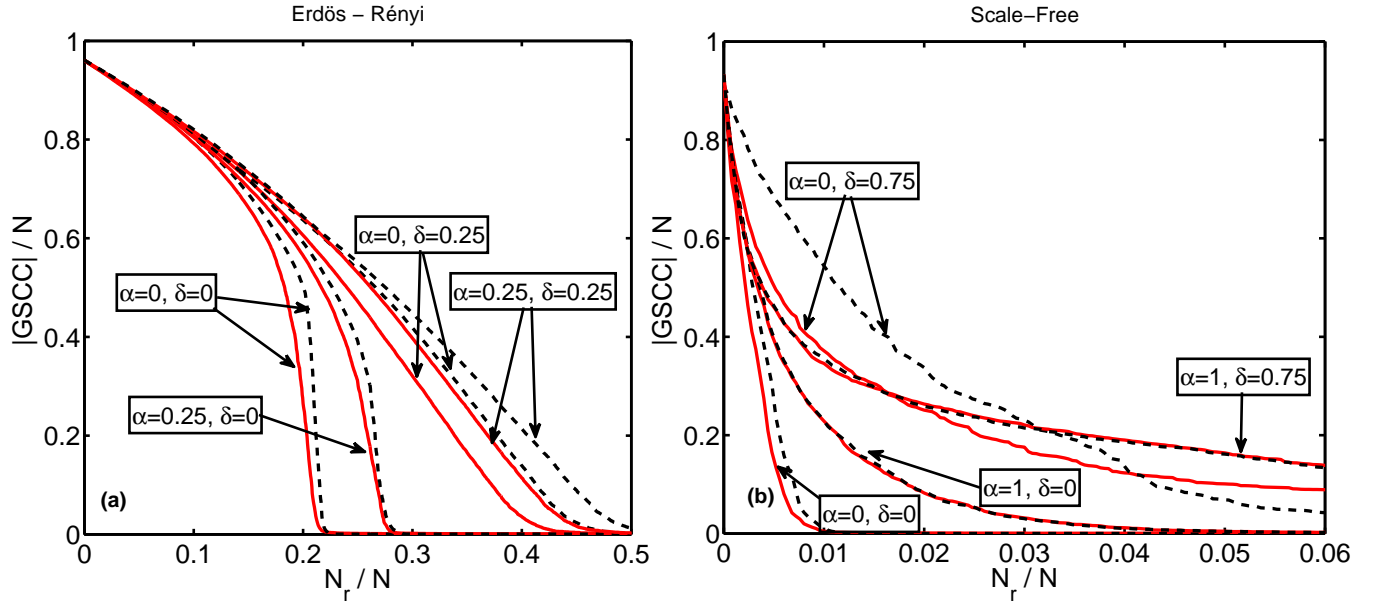 Erdös − Rényi
|GSCC| / N
1
0.8
0.6
0.4
0.2
0
α=0, δ=0.25
α=0.25, δ=0.25
α=0, δ=0
α=0.25, δ=0
(a)
0
0.1
0.2
0.3
0.4
0.5
N_r / N
Scale−Free
|GSCC| / N
1
0.8
0.6
0.4
0.2
0
α=0, δ=0.75
α=1, δ=0.75
α=1, δ=0
α=0, δ=0
(b)
0
0.01
0.02
0.03
0.04
0.05
0.06
N_r / N